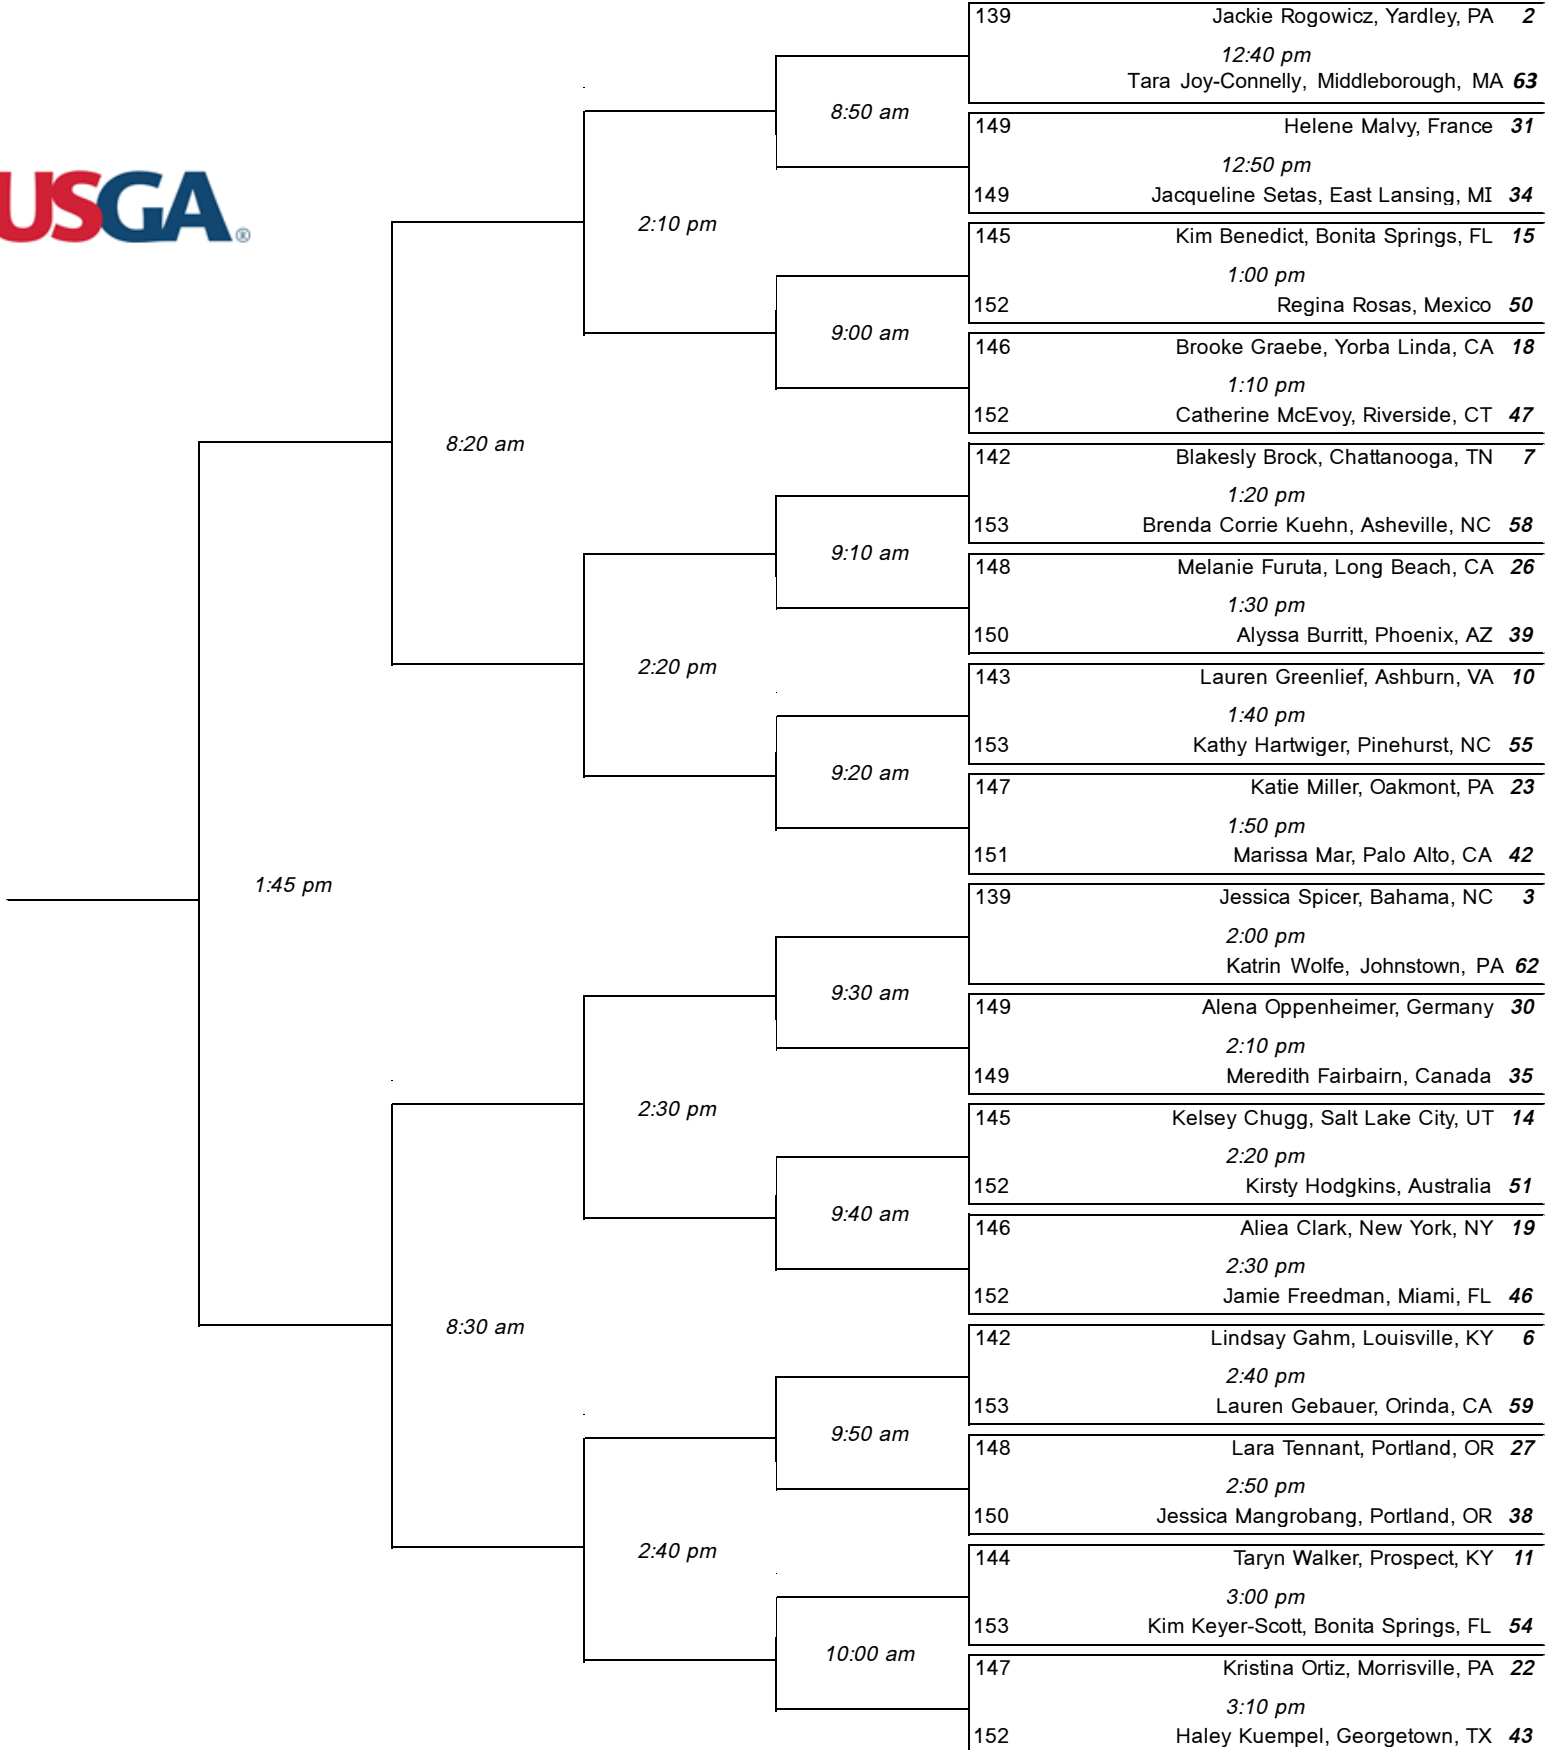 USGA®
139 Jackie Rogowicz, Yardley, PA 2
12:40 pm
Tara Joy-Connelly, Middleborough, MA 63
8:50 am
149 Helene Malvy, France 31
12:50 pm
149 Jacqueline Setas, East Lansing, MI 34
2:10 pm
145 Kim Benedict, Bonita Springs, FL 15
1:00 pm
152 Regina Rosas, Mexico 50
9:00 am
146 Brooke Graebe, Yorba Linda, CA 18
1:10 pm
152 Catherine McEvoy, Riverside, CT 47
8:20 am
142 Blakesly Brock, Chattanooga, TN 7
1:20 pm
153 Brenda Corrie Kuehn, Asheville, NC 58
9:10 am
148 Melanie Furuta, Long Beach, CA 26
1:30 pm
150 Alyssa Burritt, Phoenix, AZ 39
2:20 pm
143 Lauren Greenlief, Ashburn, VA 10
1:40 pm
153 Kathy Hartwiger, Pinehurst, NC 55
9:20 am
147 Katie Miller, Oakmont, PA 23
1:50 pm
151 Marissa Mar, Palo Alto, CA 42
1:45 pm
139 Jessica Spicer, Bahama, NC 3
2:00 pm
Katrin Wolfe, Johnstown, PA 62
9:30 am
149 Alena Oppenheimer, Germany 30
2:10 pm
149 Meredith Fairbairn, Canada 35
2:30 pm
145 Kelsey Chugg, Salt Lake City, UT 14
2:20 pm
152 Kirsty Hodgkins, Australia 51
9:40 am
146 Aliea Clark, New York, NY 19
2:30 pm
152 Jamie Freedman, Miami, FL 46
8:30 am
142 Lindsay Gahm, Louisville, KY 6
2:40 pm
153 Lauren Gebauer, Orinda, CA 59
9:50 am
148 Lara Tennant, Portland, OR 27
2:50 pm
150 Jessica Mangrobang, Portland, OR 38
2:40 pm
144 Taryn Walker, Prospect, KY 11
3:00 pm
153 Kim Keyer-Scott, Bonita Springs, FL 54
10:00 am
147 Kristina Ortiz, Morrisville, PA 22
3:10 pm
152 Haley Kuempel, Georgetown, TX 43